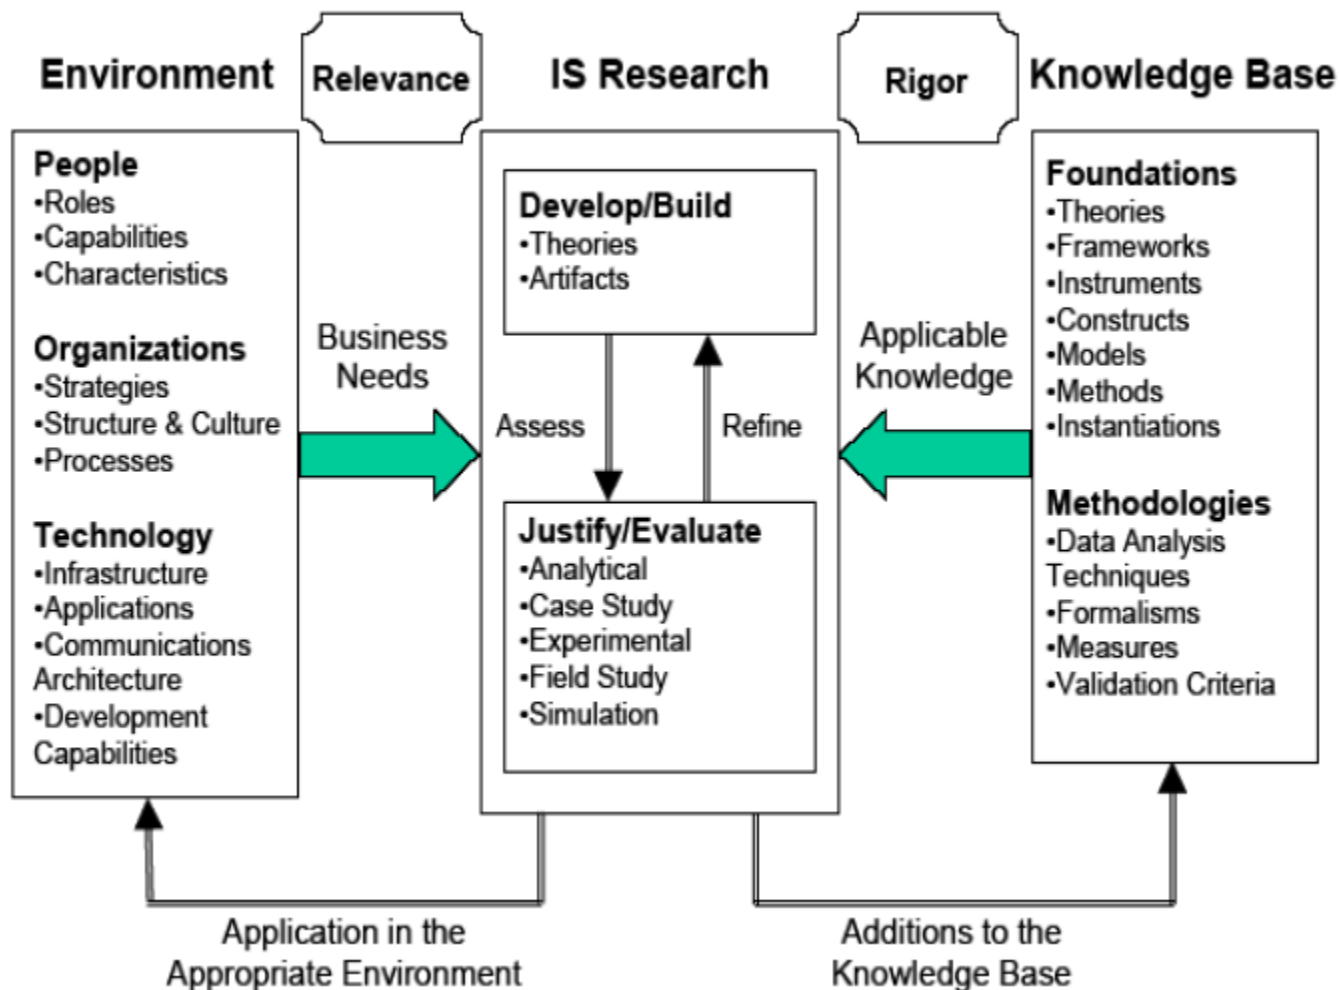 Environment
Relevance
IS Research
Rigor
Knowledge Base
People
•Roles
•Capabilities
•Characteristics
Organizations
•Strategies
•Structure & Culture
•Processes
Technology
•Infrastructure
•Applications
•Communications
Architecture
•Development
Capabilities
Business
Needs
Develop/Build
•Theories
•Artifacts
Assess
Refine
Justify/Evaluate
•Analytical
•Case Study
•Experimental
•Field Study
•Simulation
Applicable
Knowledge
Foundations
•Theories
•Frameworks
•Instruments
•Constructs
•Models
•Methods
•Instantiations
Methodologies
•Data Analysis
Techniques
•Formalisms
•Measures
•Validation Criteria
Application in the
Appropriate Environment
Additions to the
Knowledge Base